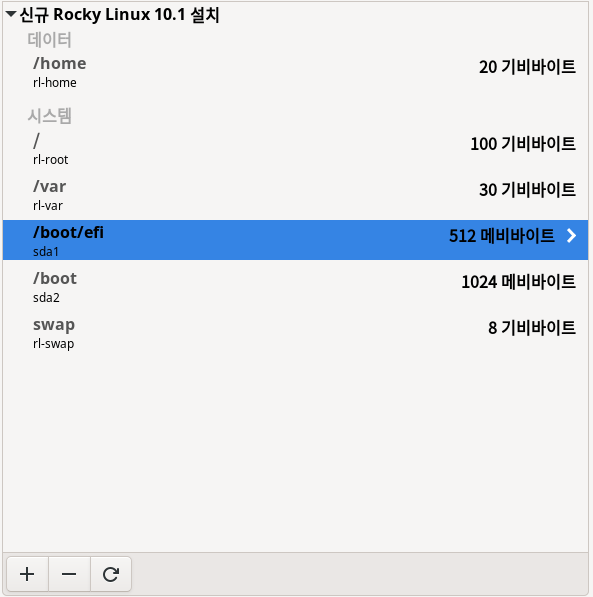 신규 Rocky Linux 10.1 설치
데이터
/home 20 기비바이트
rl-home
시스템
/ 100 기비바이트
rl-root
/var 30 기비바이트
rl-var
/boot/efi 512 메비바이트
sda1
/boot 1024 메비바이트
sda2
swap 8 기비바이트
rl-swap